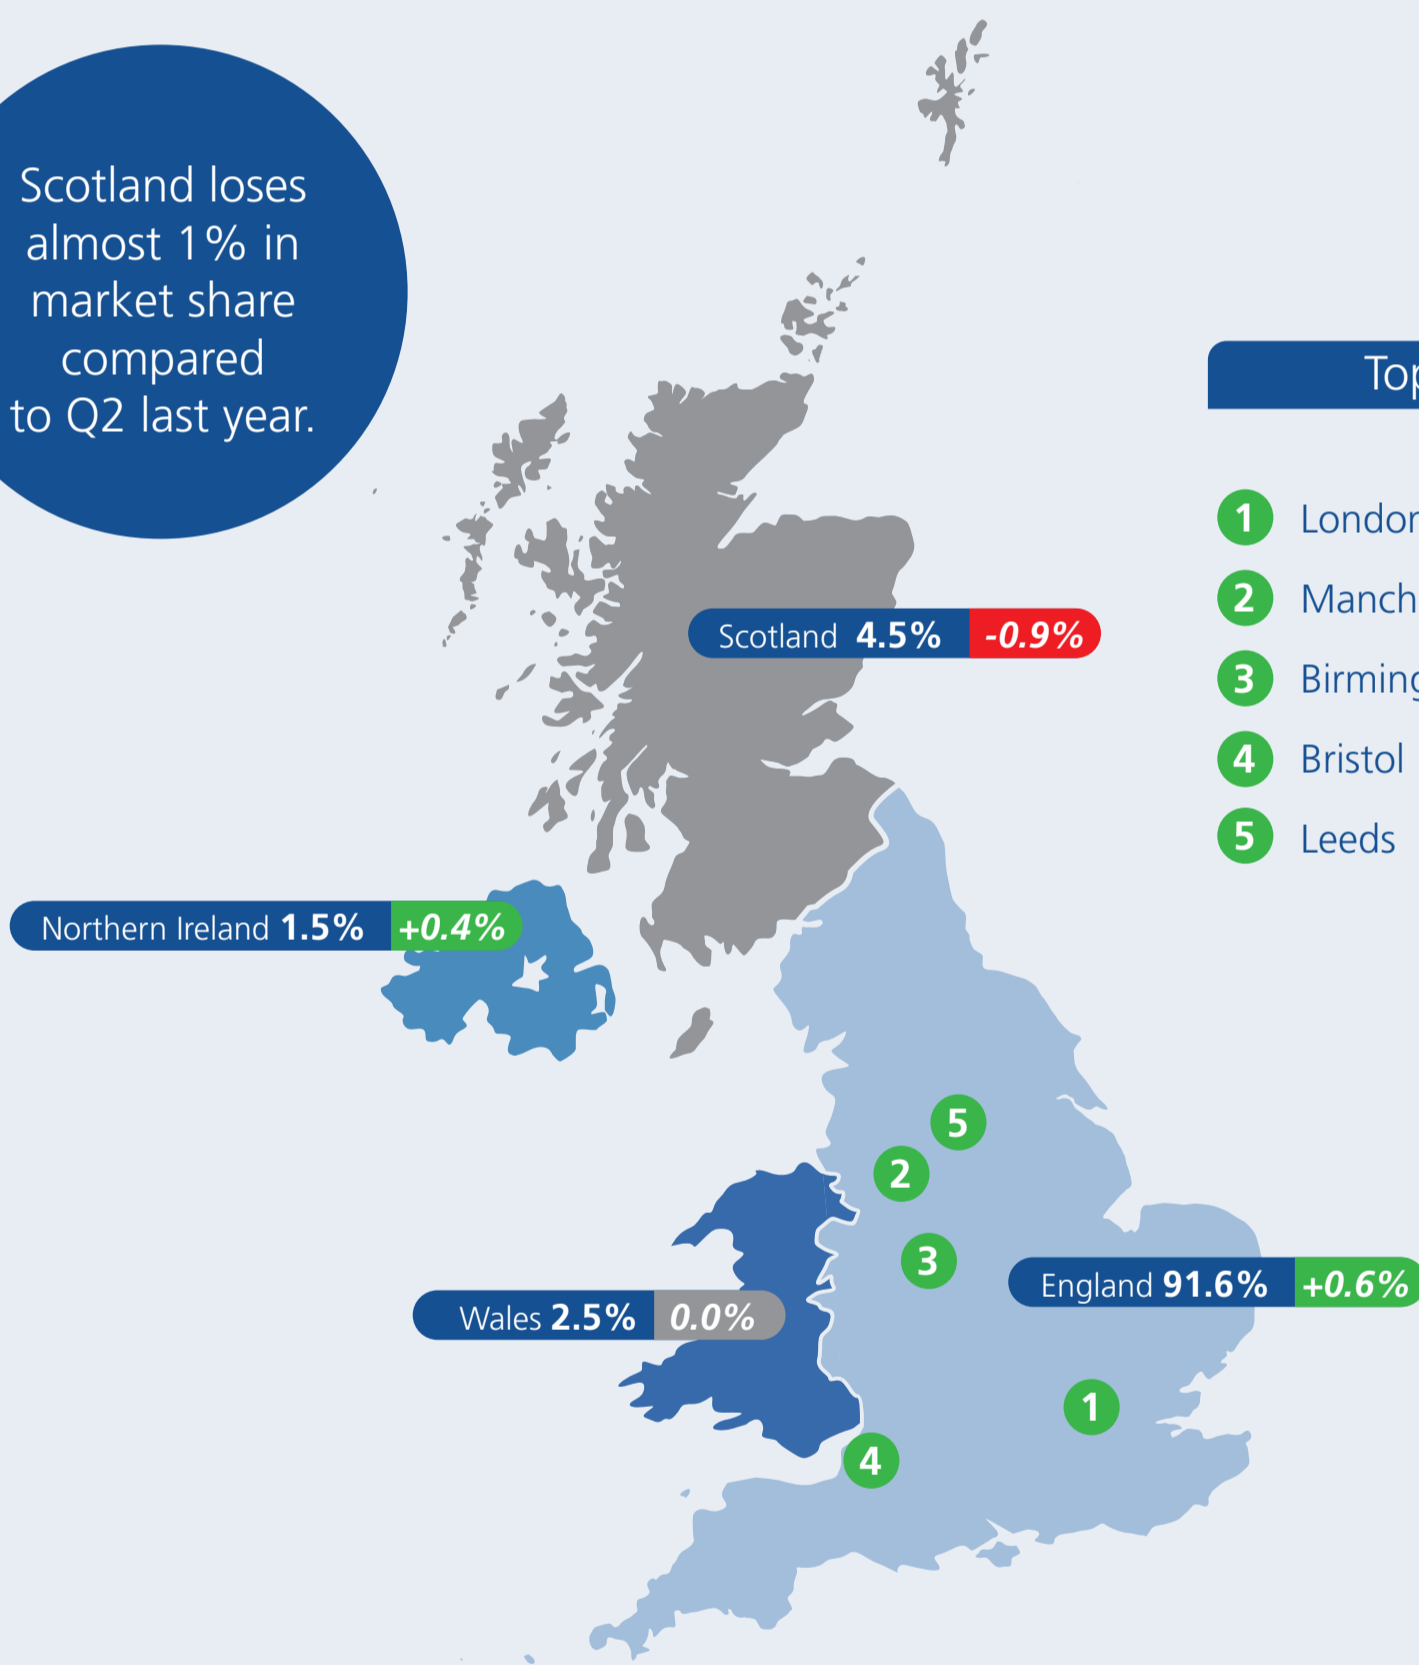 Scotland loses
almost 1% in
market share
compared
to Q2 last year.
1
2
3
4 Bristol
5 Leeds
Scotland 4.5% -0.9%
Northern Ireland 1.5% +0.4%
5
2
3
England 91.6% +0.6%
Wales 2.5% 0.0%
1
4